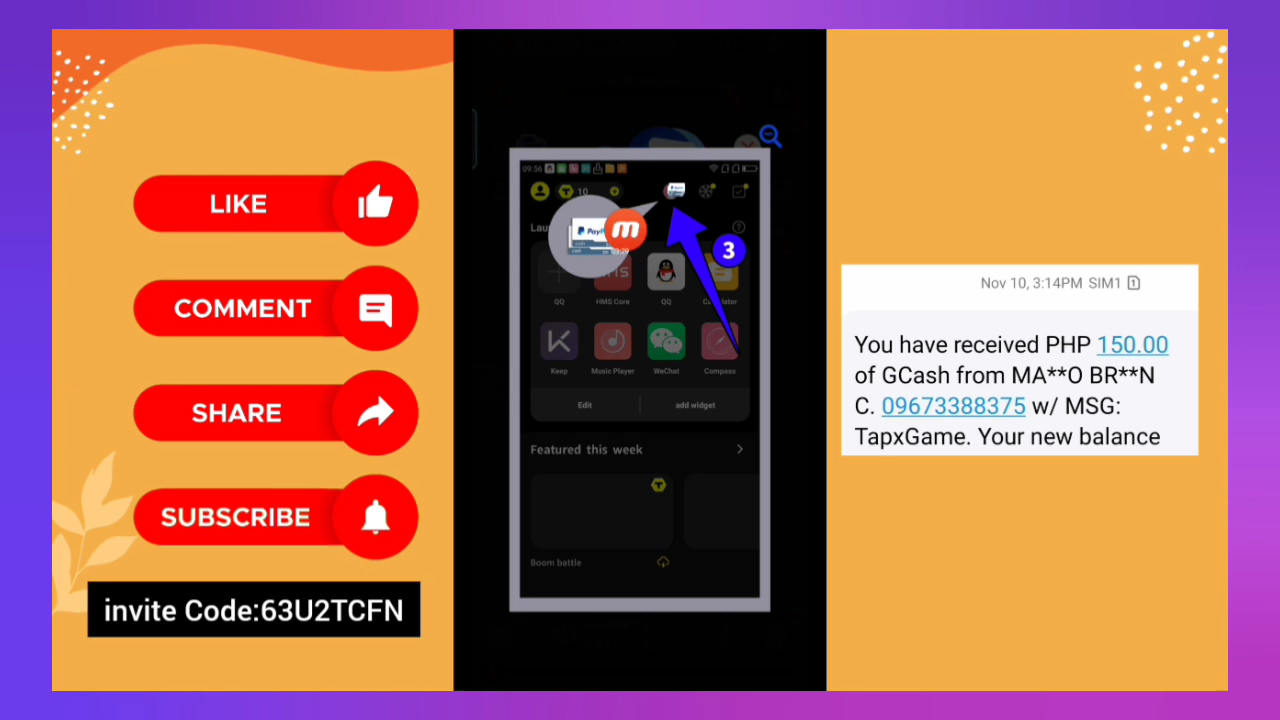 LIKE
COMMENT
SHARE
SUBSCRIBE
invite Code:63U2TCFN
09:56
10
PayP
3
QQ
HMS Core
QQ
Keep
Music Player
WeChat
Compass
Edit
add widget
Featured this week
Boom battle
Nov 10, 3:14PM SIM1 1
You have received PHP 150.00
of GCash from MA**O BR**N
C. 09673388375 w/ MSG:
TapxGame. Your new balance